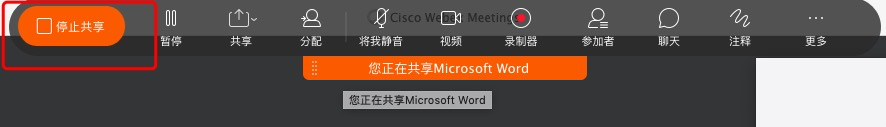 Cisco Webex Meetings
停止共享
暂停
共享
分配
将我静音
视频
录制器
参加者
聊天
注释
更多
您正在共享Microsoft Word
您正在共享Microsoft Word